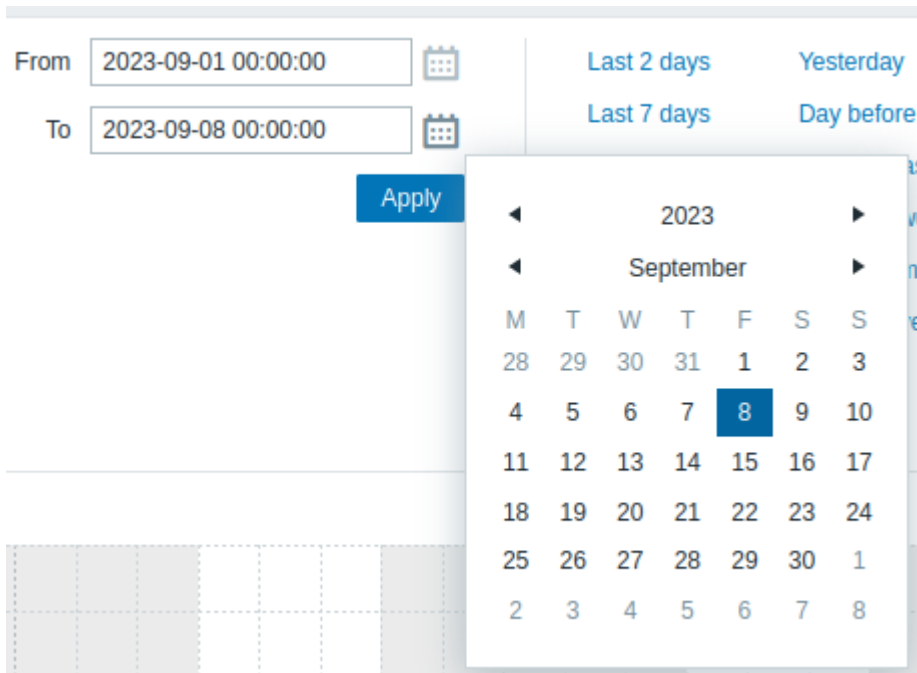 From 2023-09-01 00:00:00
To 2023-09-08 00:00:00
Apply
Last 2 days Yesterday
Last 7 days Day before
2023
September
M T W T F S S
28 29 30 31 1 2 3
4 5 6 7 8 9 10
11 12 13 14 15 16 17
18 19 20 21 22 23 24
25 26 27 28 29 30 1
2 3 4 5 6 7 8